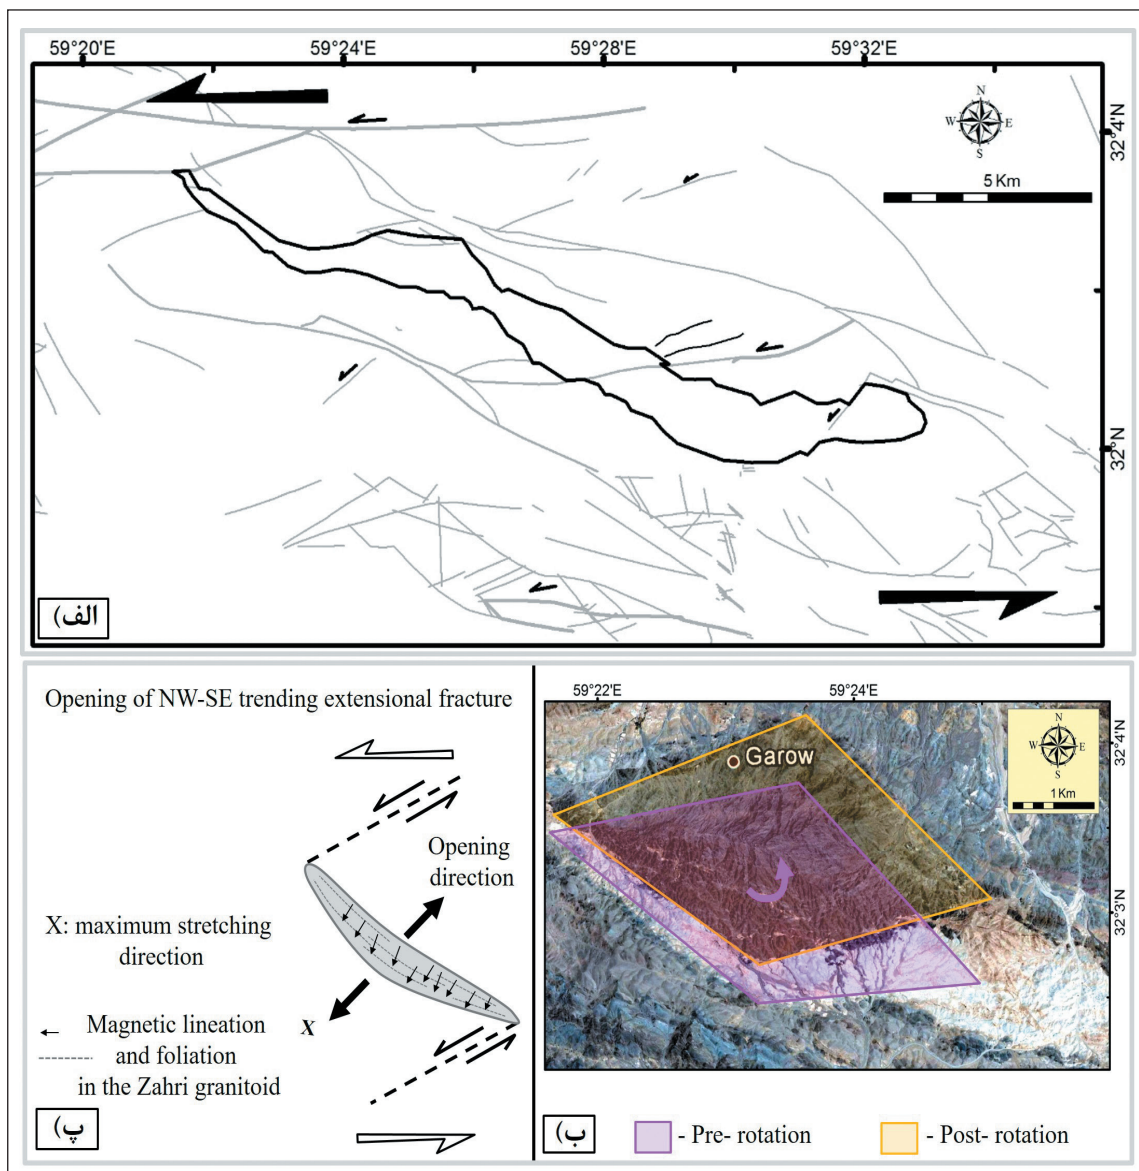 59°20'E 59°24'E 59°28'E 59°32'E
N
W E
S
5 Km
32°4'N
32°N
الف)
Opening of NW-SE trending extensional fracture
Opening
direction
X: maximum stretching
direction
X
Magnetic lineation
and foliation
in the Zahri granitoid
پ)
59°22'E 59°24'E
Garow
N
W E
S
1 Km
32°4'N
32°3'N
ب)
- Pre- rotation
- Post- rotation